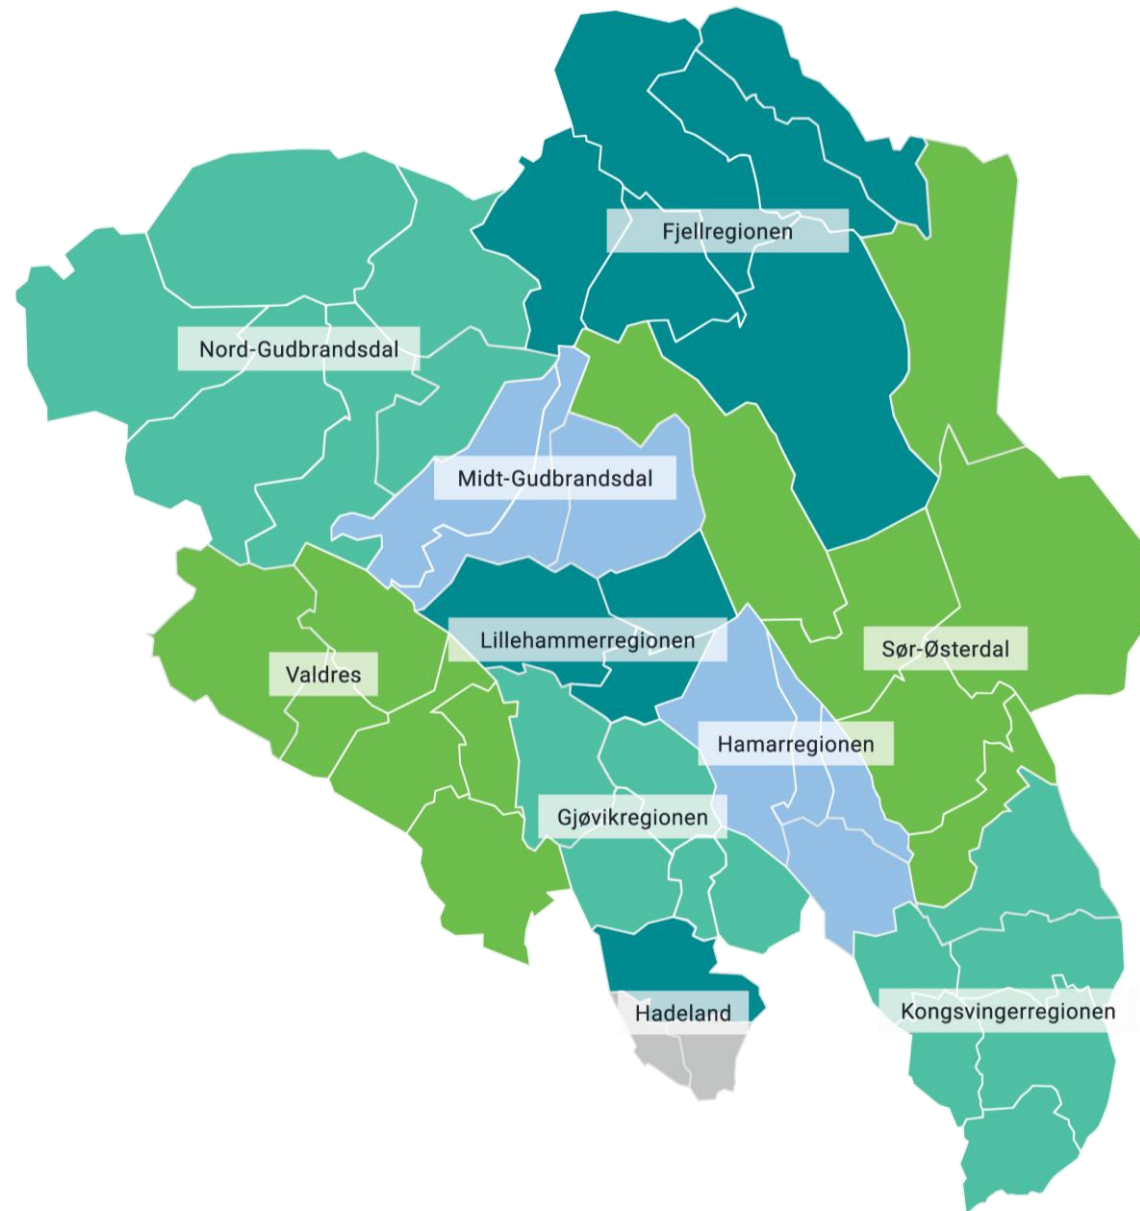 Fjellregionen
Nord-Gudbrandsdal
Midt-Gudbrandsdal
Lillehammerregionen
Sør-Østerdal
Valdres
Hamarregionen
Gjøvikregionen
Hadeland
Kongsvingerregionen